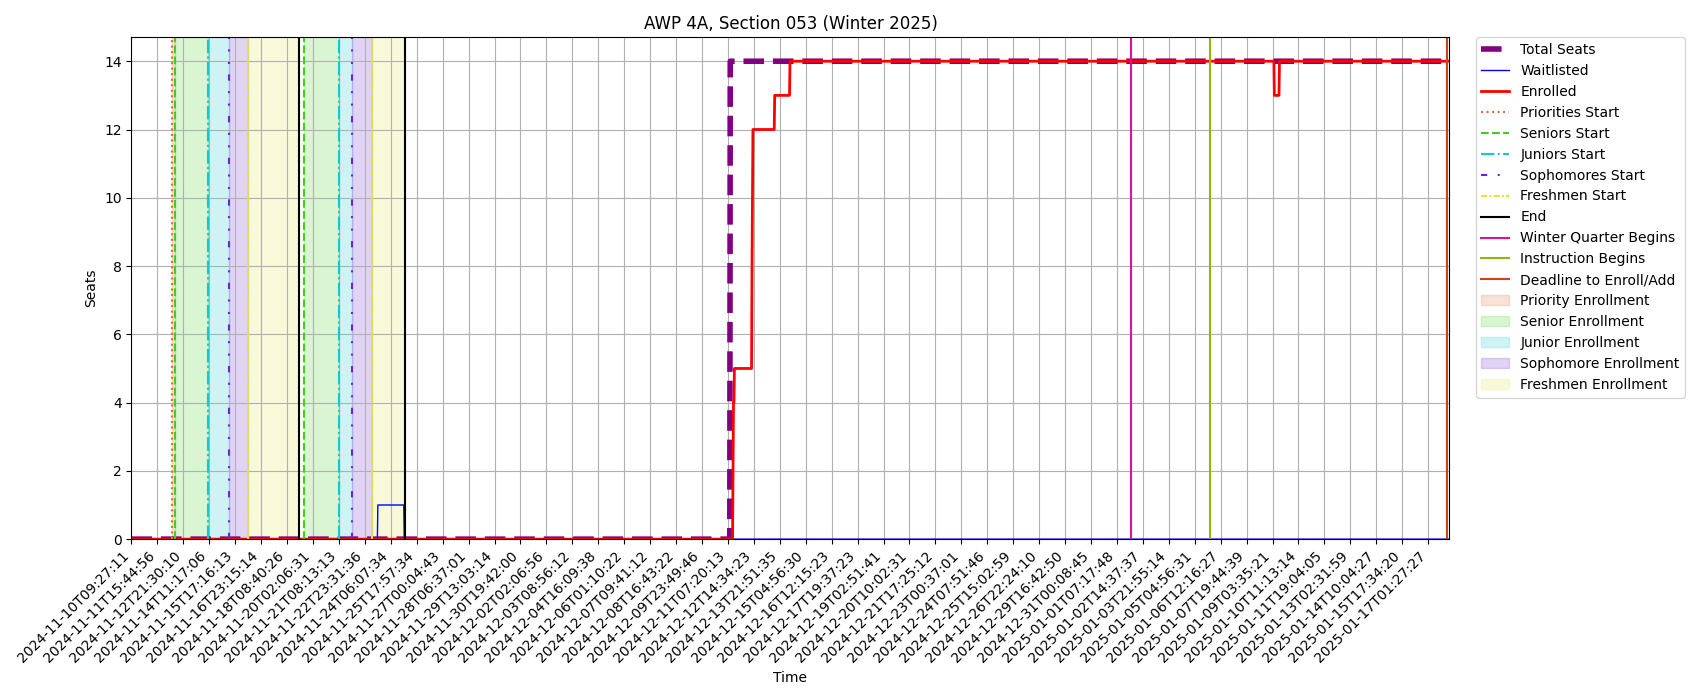 AWP 4A, Section 053 (Winter 2025)
Seats
14
12
10
8
6
4
2
0
2024-11-10T09:27:11
2024-11-11T15:44:56
2024-11-12T21:30:10
2024-11-14T11:17:06
2024-11-15T17:16:13
2024-11-16T23:15:14
2024-11-18T08:40:26
2024-11-20T02:06:31
2024-11-21T08:13:13
2024-11-22T23:31:36
2024-11-24T06:07:34
2024-11-25T17:57:34
2024-11-27T00:04:43
2024-11-28T06:37:01
2024-11-29T13:03:14
2024-11-30T19:42:00
2024-12-02T02:06:56
2024-12-03T08:56:12
2024-12-04T16:09:38
2024-12-06T01:10:22
2024-12-07T09:41:12
2024-12-08T16:43:22
2024-12-09T23:49:46
2024-12-11T07:20:13
2024-12-12T14:34:23
2024-12-13T21:51:35
2024-12-15T04:56:30
2024-12-16T12:15:23
2024-12-17T19:37:23
2024-12-19T02:51:41
2024-12-20T10:02:31
2024-12-21T17:25:12
2024-12-23T00:37:01
2024-12-24T07:51:46
2024-12-25T15:02:59
2024-12-26T22:24:10
2024-12-29T16:42:50
2024-12-31T00:08:45
2025-01-01T07:17:48
2025-01-02T14:37:37
2025-01-03T21:55:14
2025-01-05T04:56:31
2025-01-06T12:16:27
2025-01-07T19:44:39
2025-01-09T03:35:21
2025-01-10T11:13:14
2025-01-11T19:04:05
2025-01-13T02:31:59
2025-01-14T10:04:27
2025-01-15T17:34:20
2025-01-17T01:27:27
Time
Total Seats
Waitlisted
Enrolled
Priorities Start
Seniors Start
Juniors Start
Sophomores Start
Freshmen Start
End
Winter Quarter Begins
Instruction Begins
Deadline to Enroll/Add
Priority Enrollment
Senior Enrollment
Junior Enrollment
Sophomore Enrollment
Freshmen Enrollment